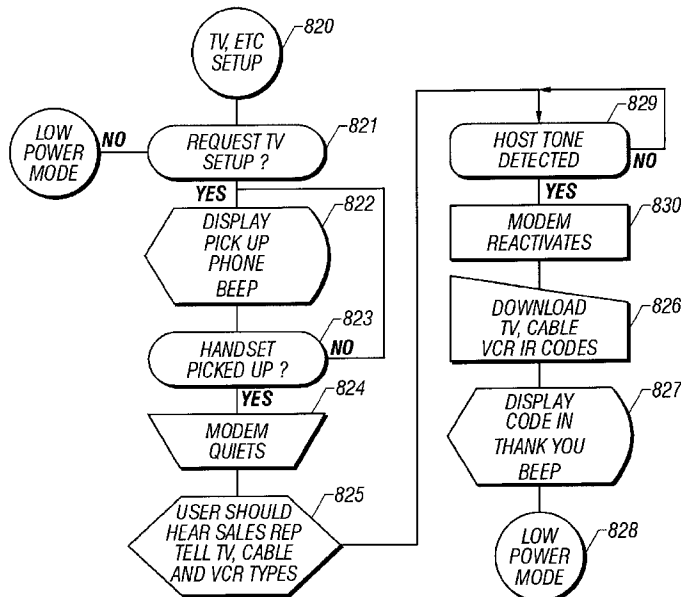 TV, ETC
SETUP
820
LOW
POWER
MODE
NO
REQUEST TV
SETUP ?
821
YES
DISPLAY
PICK UP
PHONE
BEEP
822
HANDSET
PICKED UP ?
823
NO
YES
MODEM
QUIETS
824
USER SHOULD
HEAR SALES REP
TELL TV, CABLE
AND VCR TYPES
825
HOST TONE
DETECTED
829
NO
YES
MODEM
REACTIVATES
830
DOWNLOAD
TV, CABLE
VCR IR CODES
826
DISPLAY
CODE IN
THANK YOU
BEEP
827
LOW
POWER
MODE
828